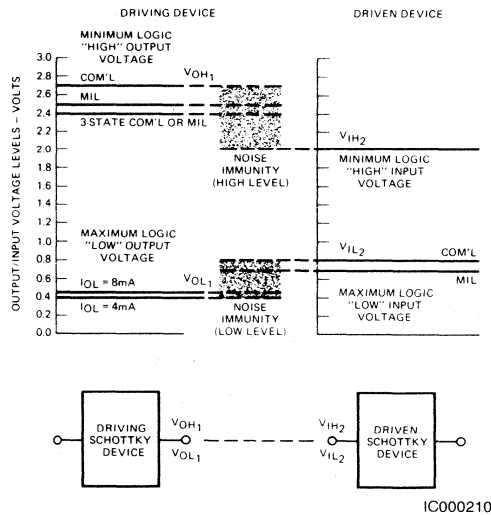 DRIVING DEVICE
DRIVEN DEVICE
MINIMUM LOGIC
"HIGH" OUTPUT
VOLTAGE
OUTPUT/INPUT VOLTAGE LEVELS – VOLTS
3.0
2.8
2.6
2.4
2.2
2.0
1.8
1.6
1.4
1.2
1.0
0.8
0.6
0.4
0.2
0.0
COM'L
VOH1
MIL
3-STATE COM'L OR MIL
NOISE
IMMUNITY
(HIGH LEVEL)
VIH2
MINIMUM LOGIC
"HIGH" INPUT
VOLTAGE
MAXIMUM LOGIC
"LOW" OUTPUT
VOLTAGE
IOL = 8mA
VOL1
IOL = 4mA
NOISE
IMMUNITY
(LOW LEVEL)
VIL2
COM'L
MIL
MAXIMUM LOGIC
"LOW" INPUT
VOLTAGE
DRIVING
SCHOTTKY
DEVICE
VOH1
VOL1
VIH2
VIL2
DRIVEN
SCHOTTKY
DEVICE
IC000210